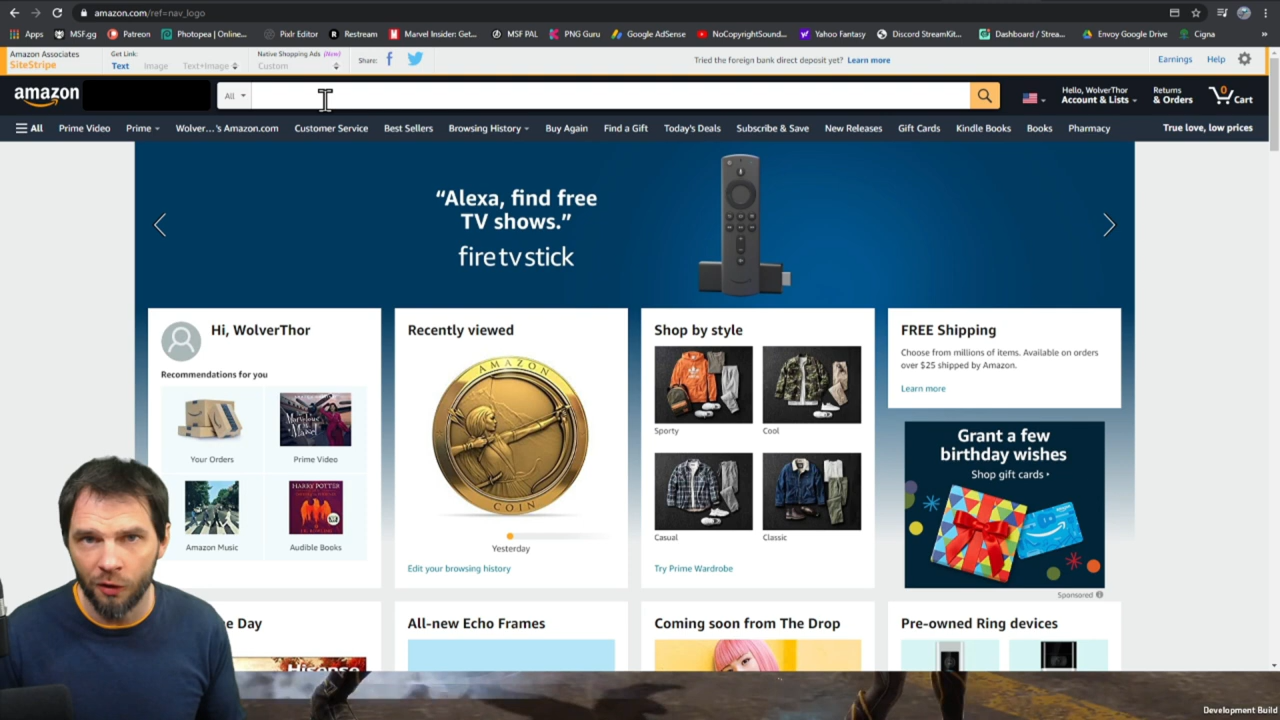 amazon.com/ref=nav_logo
Apps MSF.gg Patreon Photopea | Online... Pixlr Editor Restream Marvel Insider: Get... MSF PAL PNG Guru Google AdSense NoCopyrightSound... Yahoo Fantasy Discord StreamKit... Dashboard / Strea... Envoy Google Drive Cigna »
Amazon Associates
SiteStripe
Get Link:
Text Image Text+Image
Native Shopping Ads (New)
Custom
Share:
Tried the foreign bank direct deposit yet? Learn more
Earnings Help
amazon
All
Hello, WolverThor
Account & Lists
Returns
& Orders
0
Cart
All Prime Video Prime Wolver...'s Amazon.com Customer Service Best Sellers Browsing History Buy Again Find a Gift Today's Deals Subscribe & Save New Releases Gift Cards Kindle Books Books Pharmacy True love, low prices
“Alexa, find free
TV shows.”
fire tv stick
Hi, WolverThor
Recommendations for you
Your Orders
Prime Video
Amazon Music
HARRY POTTER
Audible Books
Recently viewed
AMAZON
COIN
Yesterday
Edit your browsing history
Shop by style
Sporty
Cool
Casual
Classic
Try Prime Wardrobe
FREE Shipping
Choose from millions of items. Available on orders
over $25 shipped by Amazon.
Learn more
Grant a few
birthday wishes
Shop gift cards
Sponsored
e Day
Hisense
All-new Echo Frames
Coming soon from The Drop
Pre-owned Ring devices
Development Build